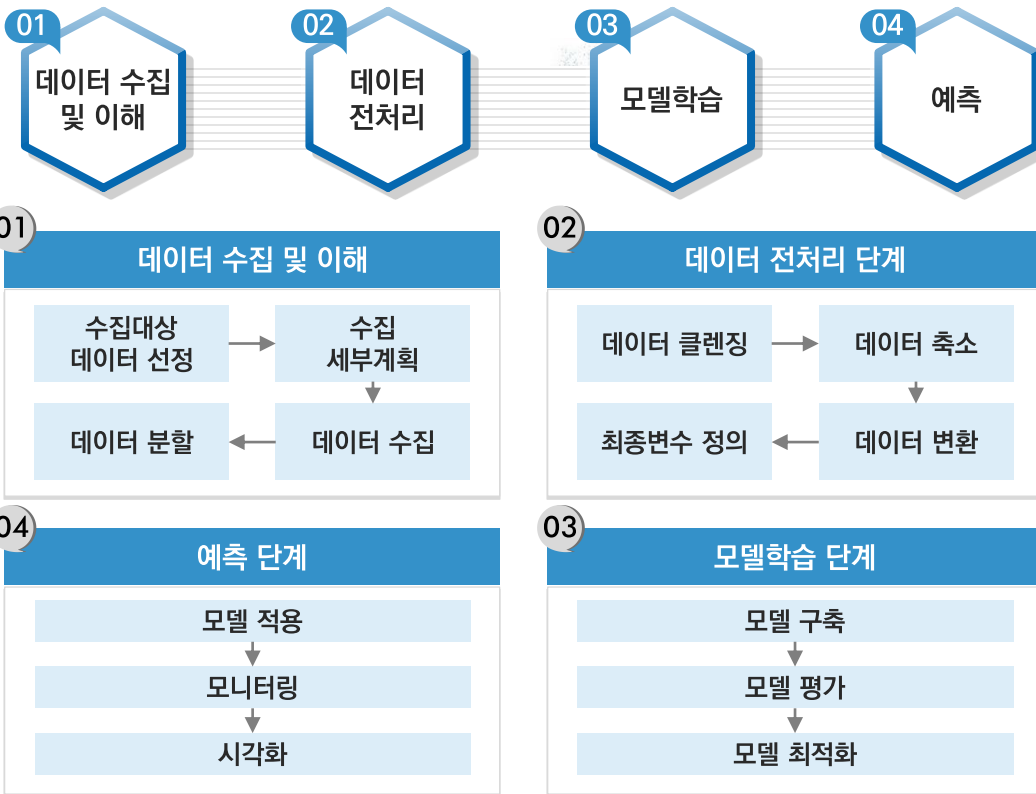 01
데이터 수집
및 이해
02
데이터
전처리
03
모델학습
04
예측
01
데이터 수집 및 이해
수집대상
데이터 선정
수집
세부계획
데이터 분할
데이터 수집
02
데이터 전처리 단계
데이터 클렌징
데이터 축소
최종변수 정의
데이터 변환
04
예측 단계
모델 적용
모니터링
시각화
03
모델학습 단계
모델 구축
모델 평가
모델 최적화